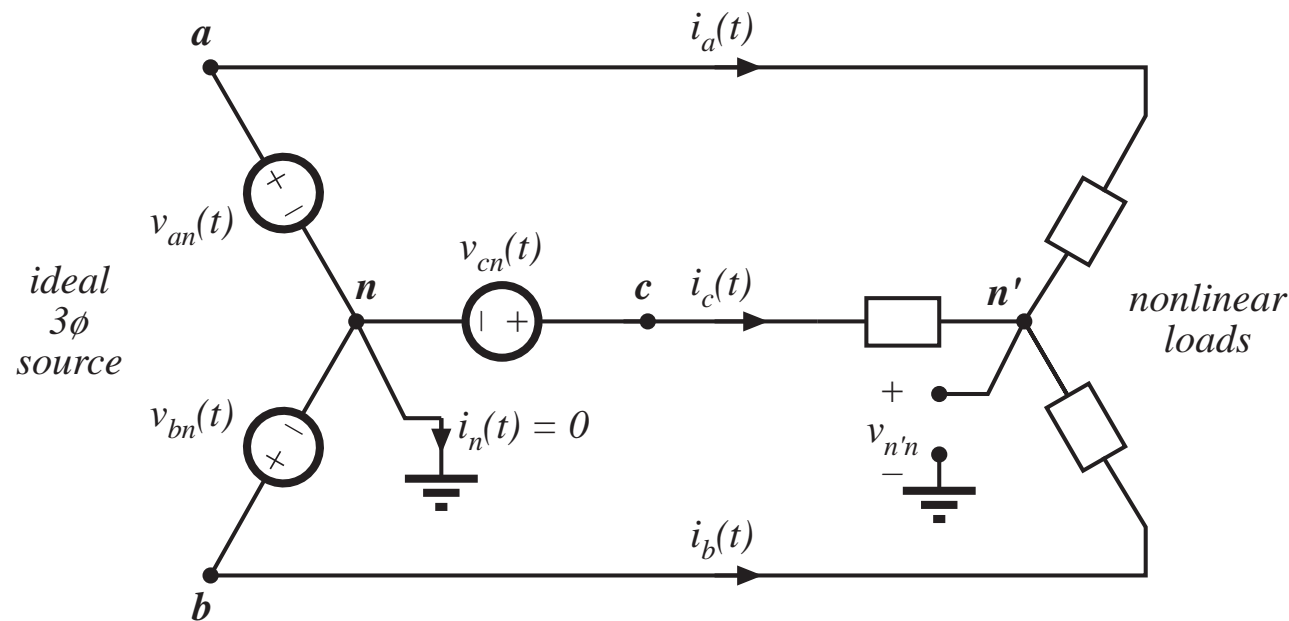 a
i_a(t)
v_an(t)
v_cn(t)
ideal
3ϕ
source
n
c
i_c(t)
n'
nonlinear
loads
+
−
+
−
+
−
v_bn(t)
i_n(t) = 0
+
v_n'n
−
i_b(t)
b